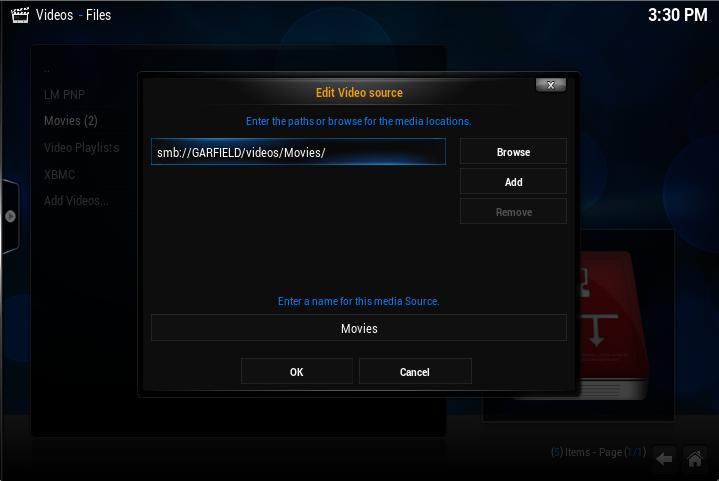 Videos - Files
3:30 PM
..
LM PNP
Movies (2)
Video Playlists
XBMC
Add Videos...
Edit Video source
X
Enter the paths or browse for the media locations.
smb://GARFIELD/videos/Movies/
Browse
Add
Remove
Enter a name for this media Source.
Movies
OK
Cancel
(5) Items - Page (1/1)